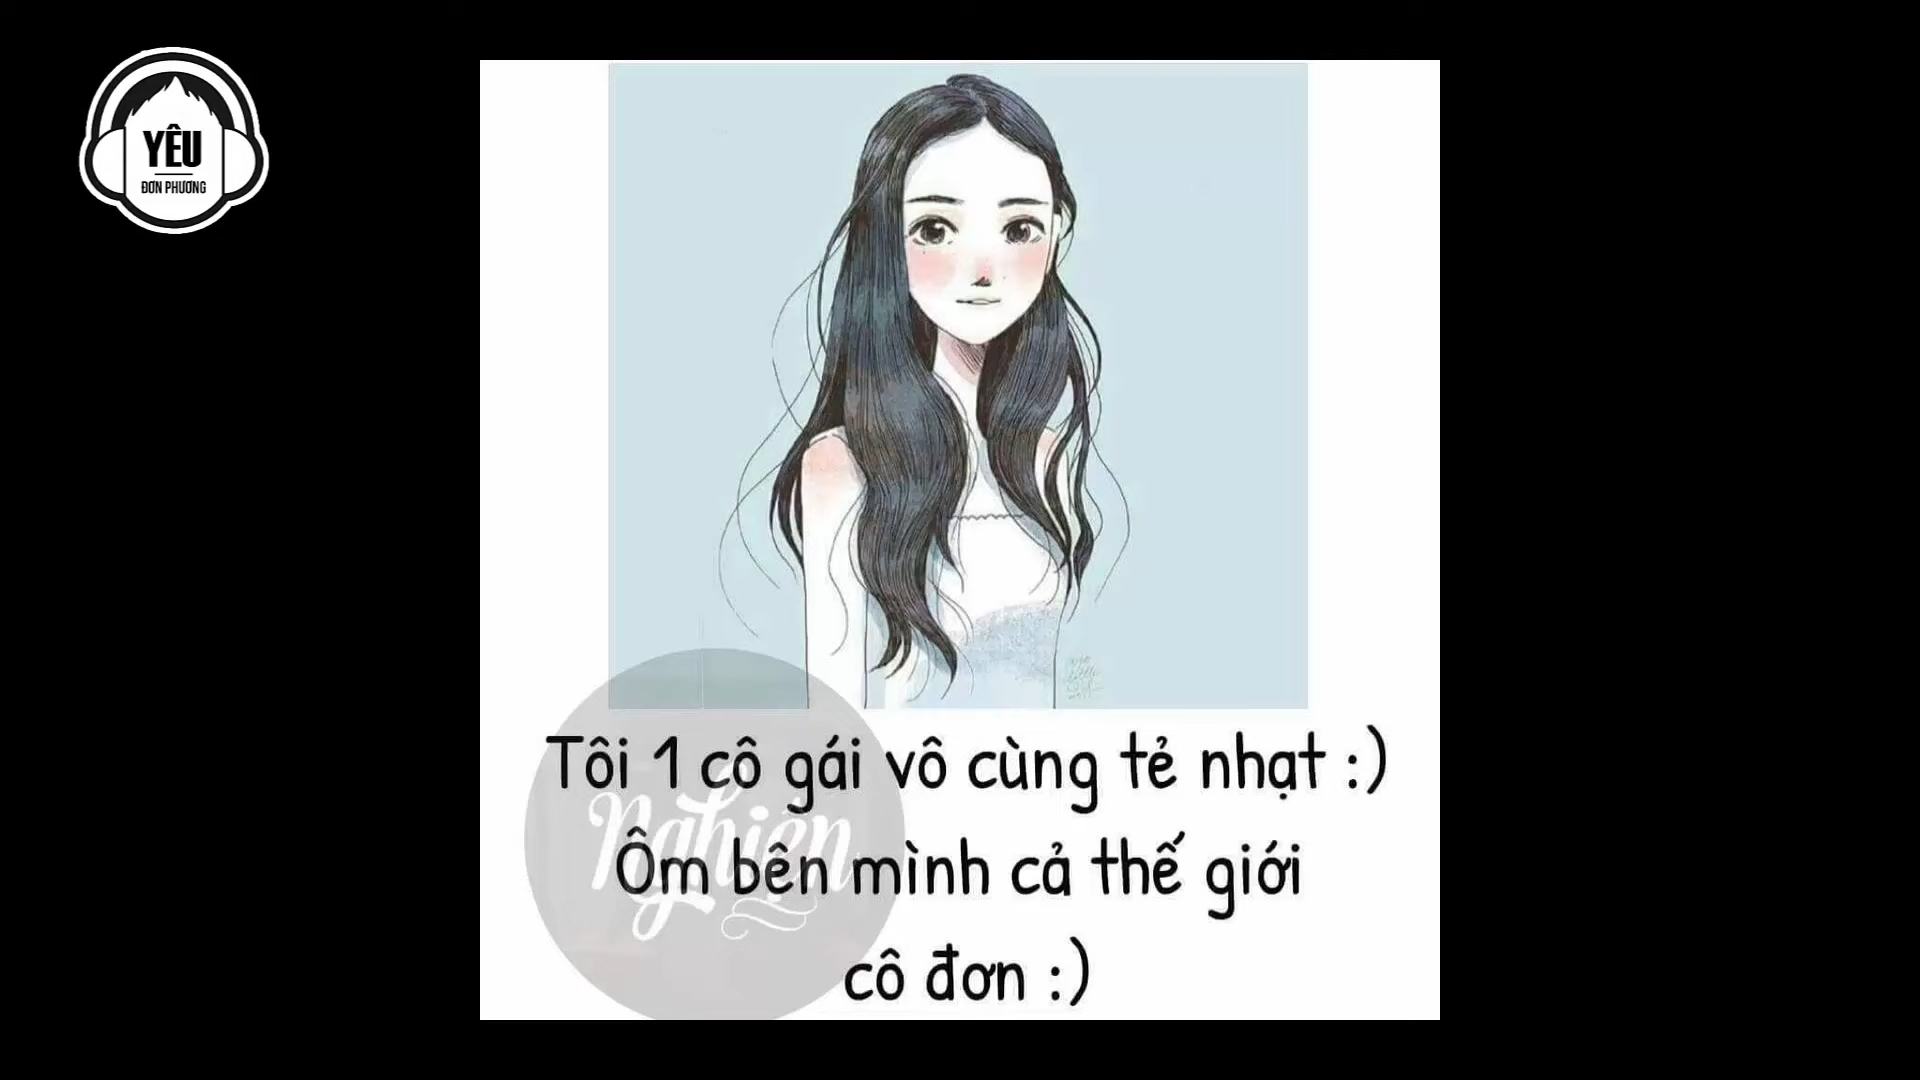 YÊU
ĐƠN PHƯƠNG
Tôi 1 cô gái vô cùng tẻ nhạt :)
Nghiện
Ôm bên mình cả thế giới
cô đơn :)